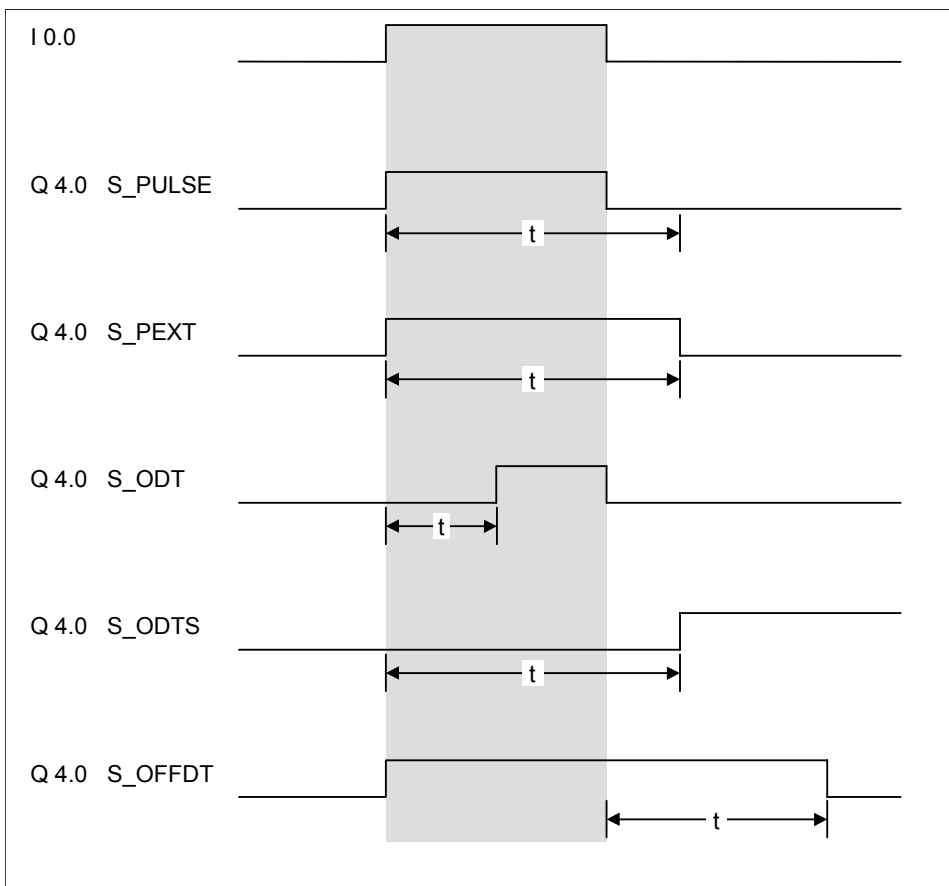 I 0.0
Q 4.0 S_PULSE
t
Q 4.0 S_PEXT
t
Q 4.0 S_ODT
t
Q 4.0 S_ODTS
t
Q 4.0 S_OFFDT
t